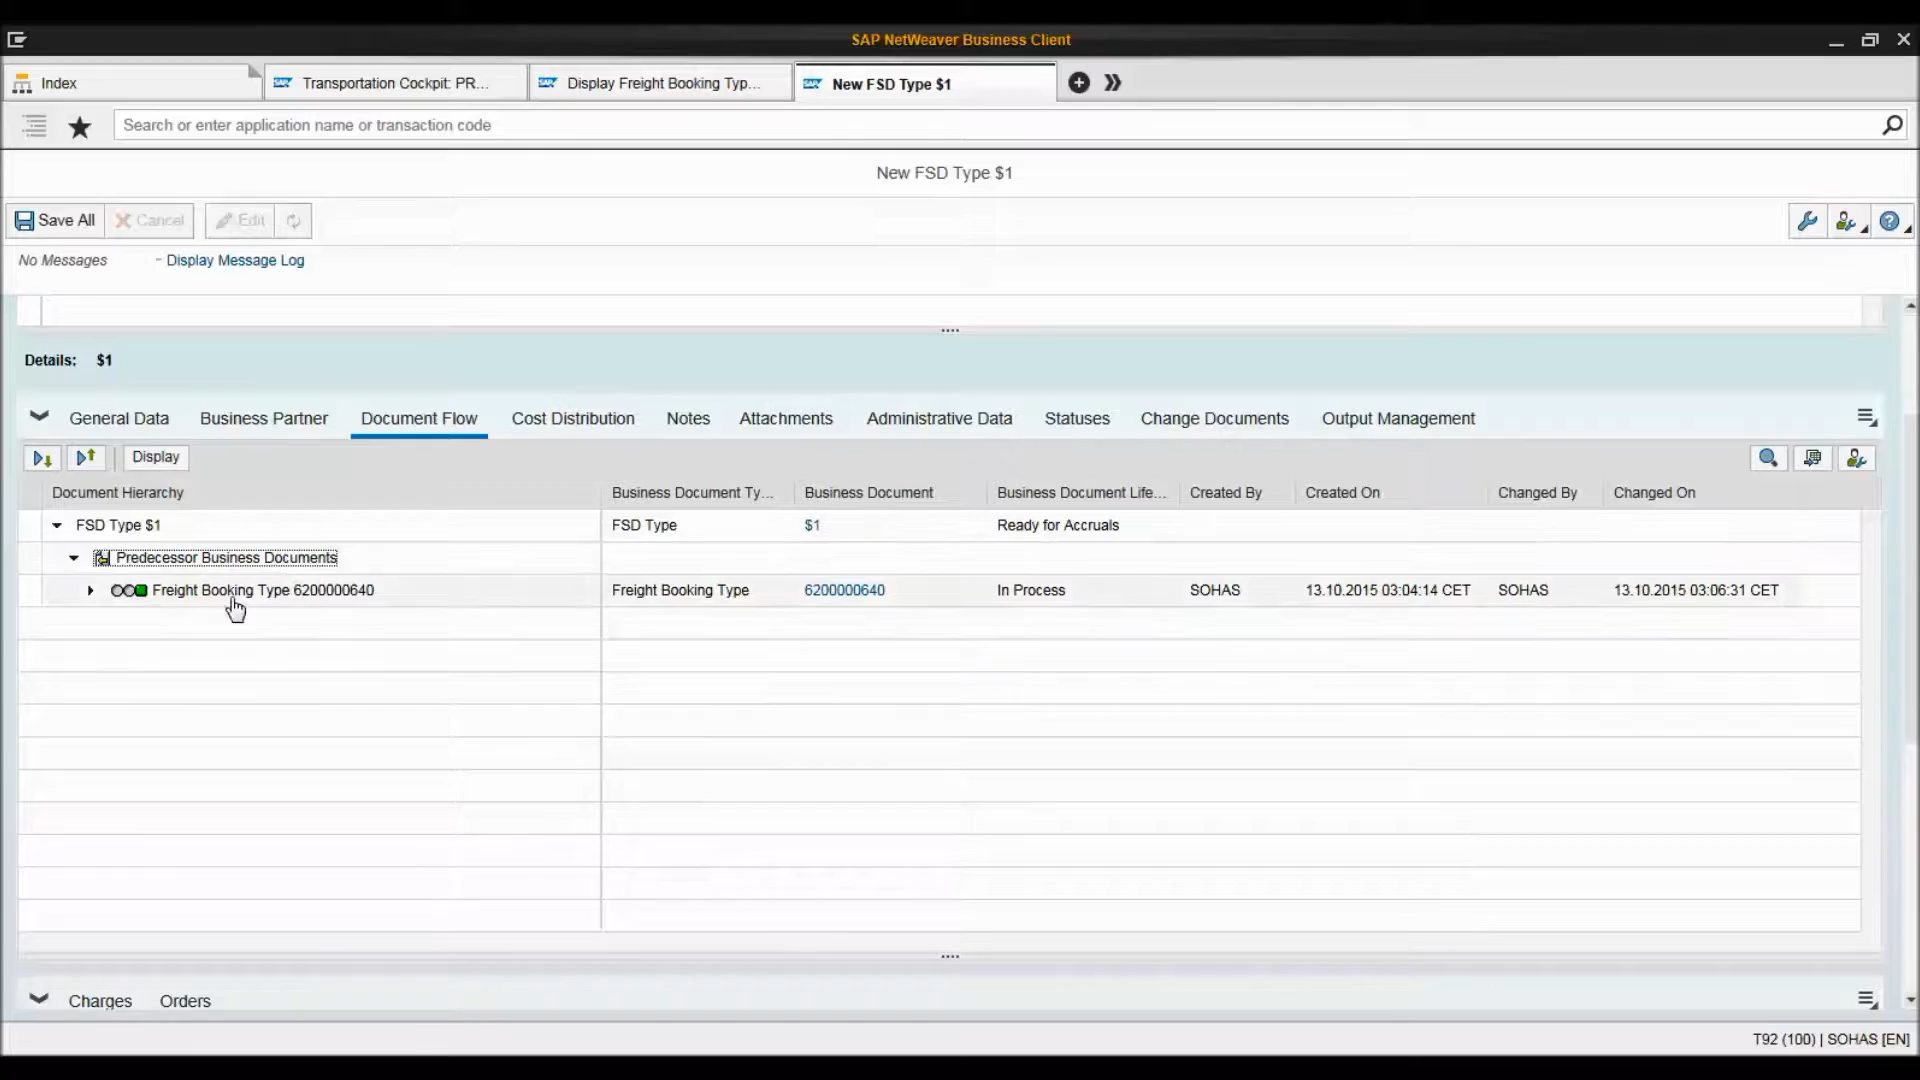 SAP NetWeaver Business Client
Index
Transportation Cockpit: PR...
Display Freight Booking Typ...
New FSD Type $1
Search or enter application name or transaction code
New FSD Type $1
Save All Cancel Edit
No Messages - Display Message Log
Details: $1
General Data Business Partner Document Flow Cost Distribution Notes Attachments Administrative Data Statuses Change Documents Output Management
Display
Document Hierarchy Business Document Ty... Business Document Business Document Life... Created By Created On Changed By Changed On
FSD Type $1 FSD Type $1 Ready for Accruals
Predecessor Business Documents
Freight Booking Type 6200000640 Freight Booking Type 6200000640 In Process SOHAS 13.10.2015 03:04:14 CET SOHAS 13.10.2015 03:06:31 CET
Charges Orders
T92 (100) | SOHAS [EN]